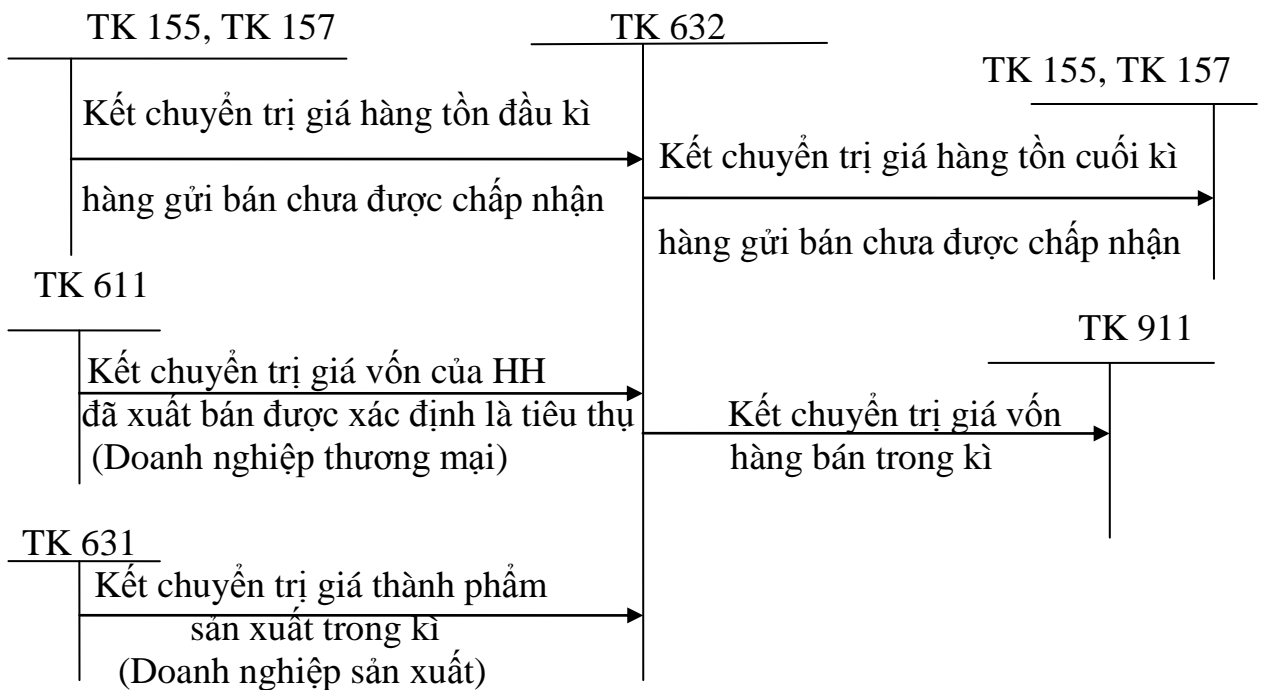 TK 155, TK 157
TK 632
TK 155, TK 157
Kết chuyển trị giá hàng tồn đầu kì
hàng gửi bán chưa được chấp nhận
Kết chuyển trị giá hàng tồn cuối kì
hàng gửi bán chưa được chấp nhận
TK 611
Kết chuyển trị giá vốn của HH
đã xuất bán được xác định là tiêu thụ
(Doanh nghiệp thương mại)
TK 911
Kết chuyển trị giá vốn
hàng bán trong kì
TK 631
Kết chuyển trị giá thành phẩm
sản xuất trong kì
(Doanh nghiệp sản xuất)